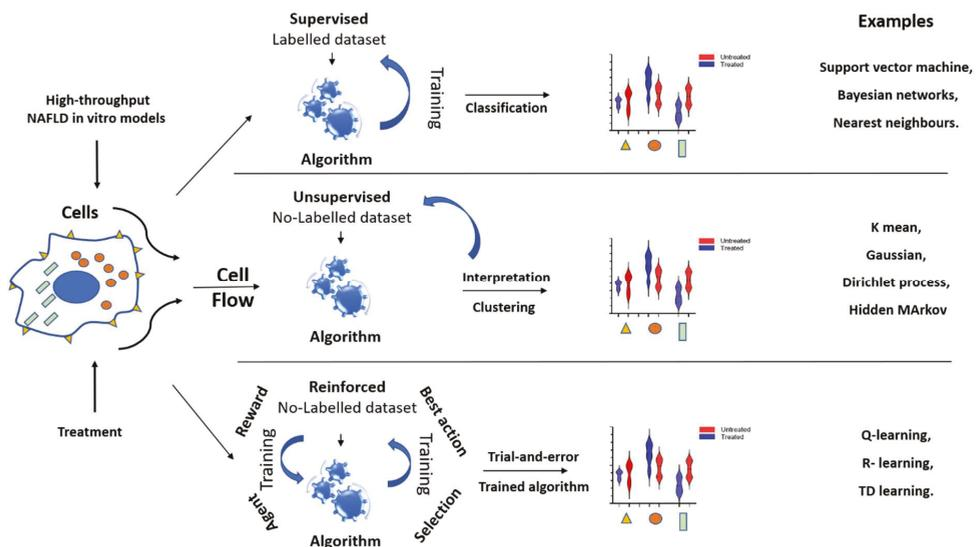 High-throughput
NAFLD in vitro models
Cells
Treatment
Cell
Flow
Supervised
Labelled dataset
Training
Algorithm
Classification
Untreated
Treated
Examples
Support vector machine,
Bayesian networks,
Nearest neighbours.
Unsupervised
No-Labelled dataset
Algorithm
Interpretation
Clustering
Untreated
Treated
K mean,
Gaussian,
Dirichlet process,
Hidden MArkov
Reinforced
No-Labelled dataset
Reward
Training
Agent
Best action
Training
Selection
Algorithm
Trial-and-error
Trained algorithm
Untreated
Treated
Q-learning,
R- learning,
TD learning.